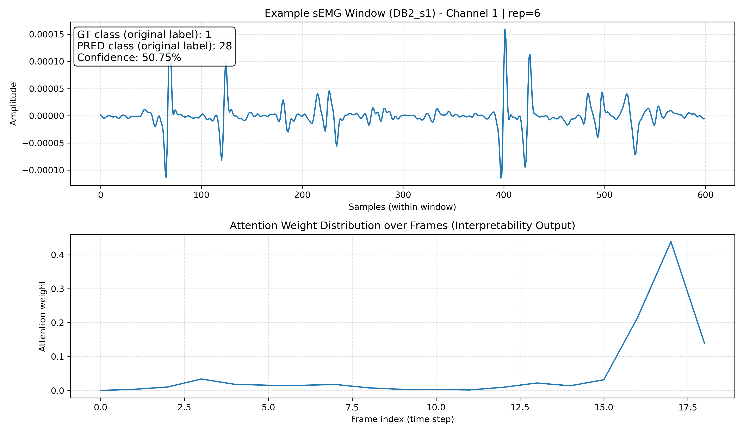 Example sEMG Window (DB2_s1) - Channel 1 | rep=6
GT class (original label): 1
PRED class (original label): 28
Confidence: 50.75%
Amplitude
0.00015
0.00010
0.00005
0.00000
−0.00005
−0.00010
0 100 200 300 400 500 600
Samples (within window)
Attention Weight Distribution over Frames (Interpretability Output)
Attention weight
0.4
0.3
0.2
0.1
0.0
0.0 2.5 5.0 7.5 10.0 12.5 15.0 17.5
Frame index (time step)